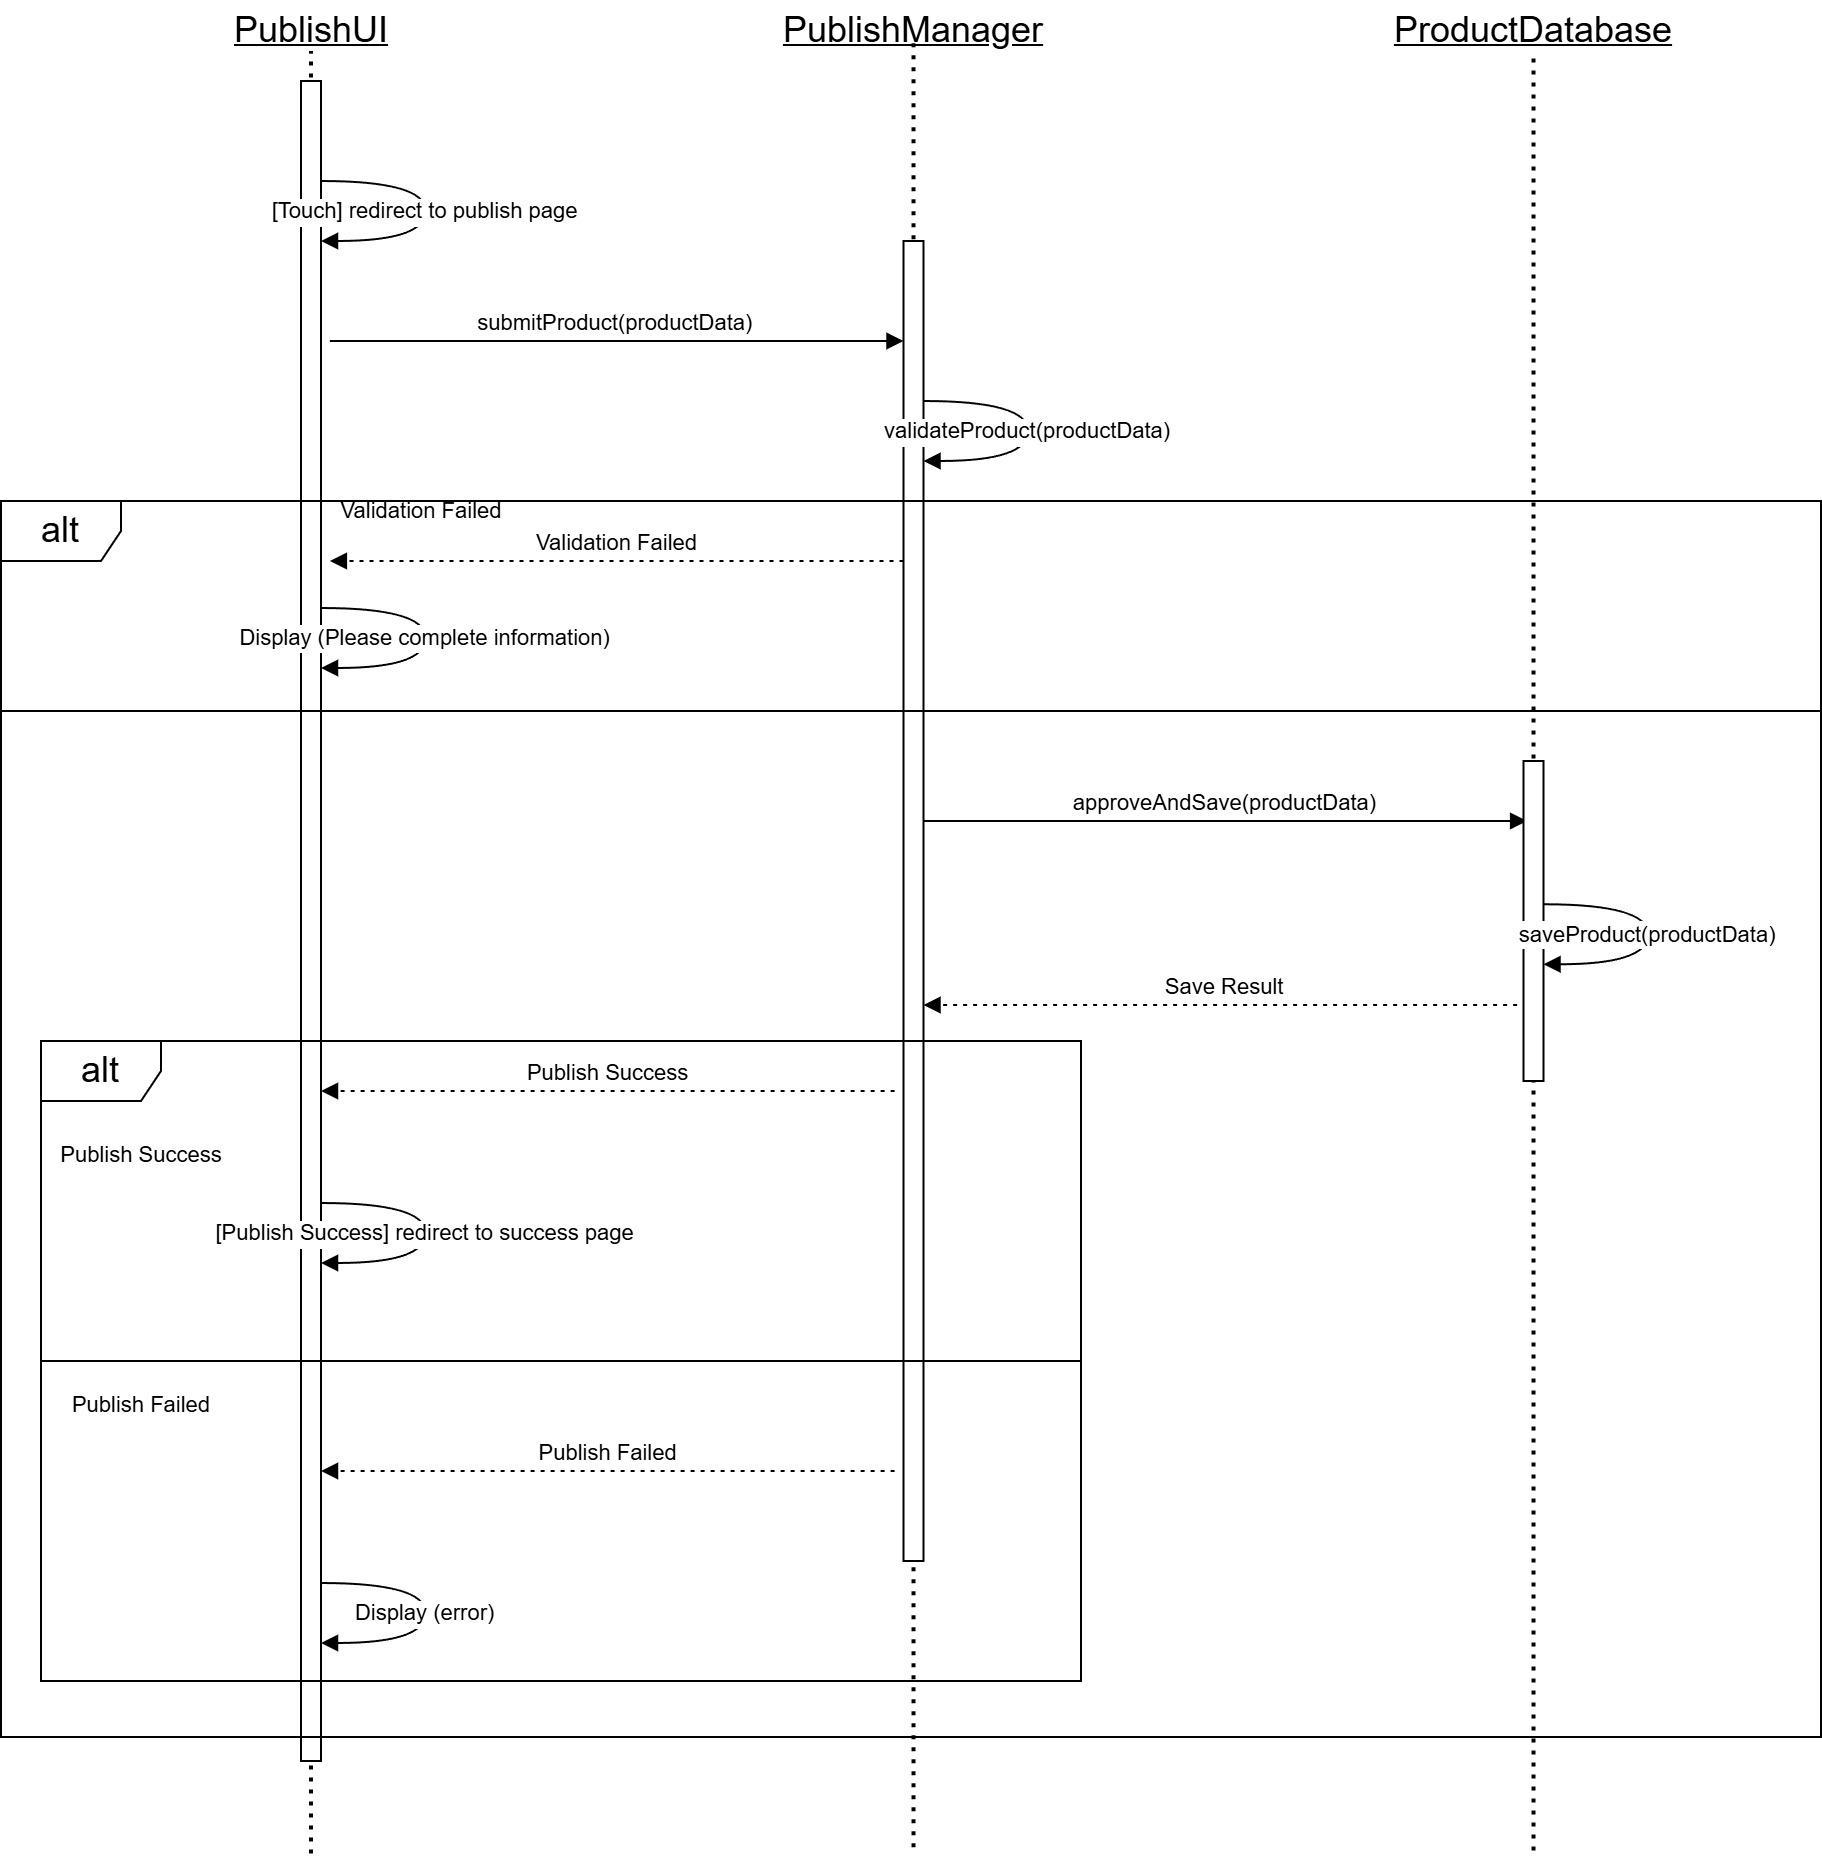 PublishUI
PublishManager
ProductDatabase
[Touch] redirect to publish page
submitProduct(productData)
validateProduct(productData)
alt
Validation Failed
Validation Failed
Display (Please complete information)
approveAndSave(productData)
saveProduct(productData)
Save Result
alt
Publish Success
Publish Success
[Publish Success] redirect to success page
Publish Failed
Publish Failed
Display (error)